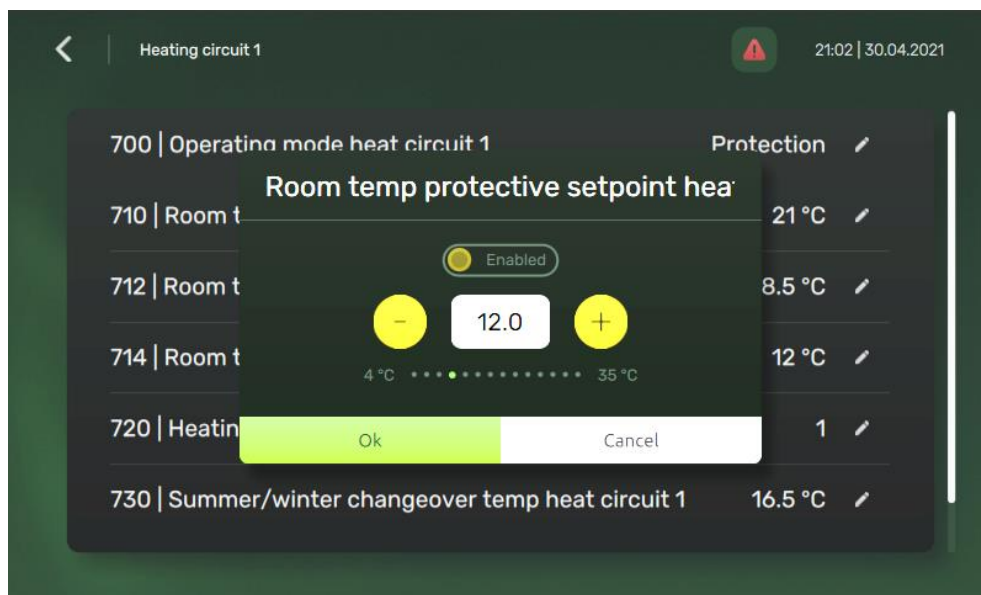 Heating circuit 1
21:02 | 30.04.2021
700 | Operating mode heat circuit 1 Protection
Room temp protective setpoint hea
710 | Room t 21 °C
Enabled
712 | Room t 8.5 °C
- 12.0 +
714 | Room t 12 °C
4 °C 35 °C
720 | Heatin 1
Ok Cancel
730 | Summer/winter changeover temp heat circuit 1 16.5 °C